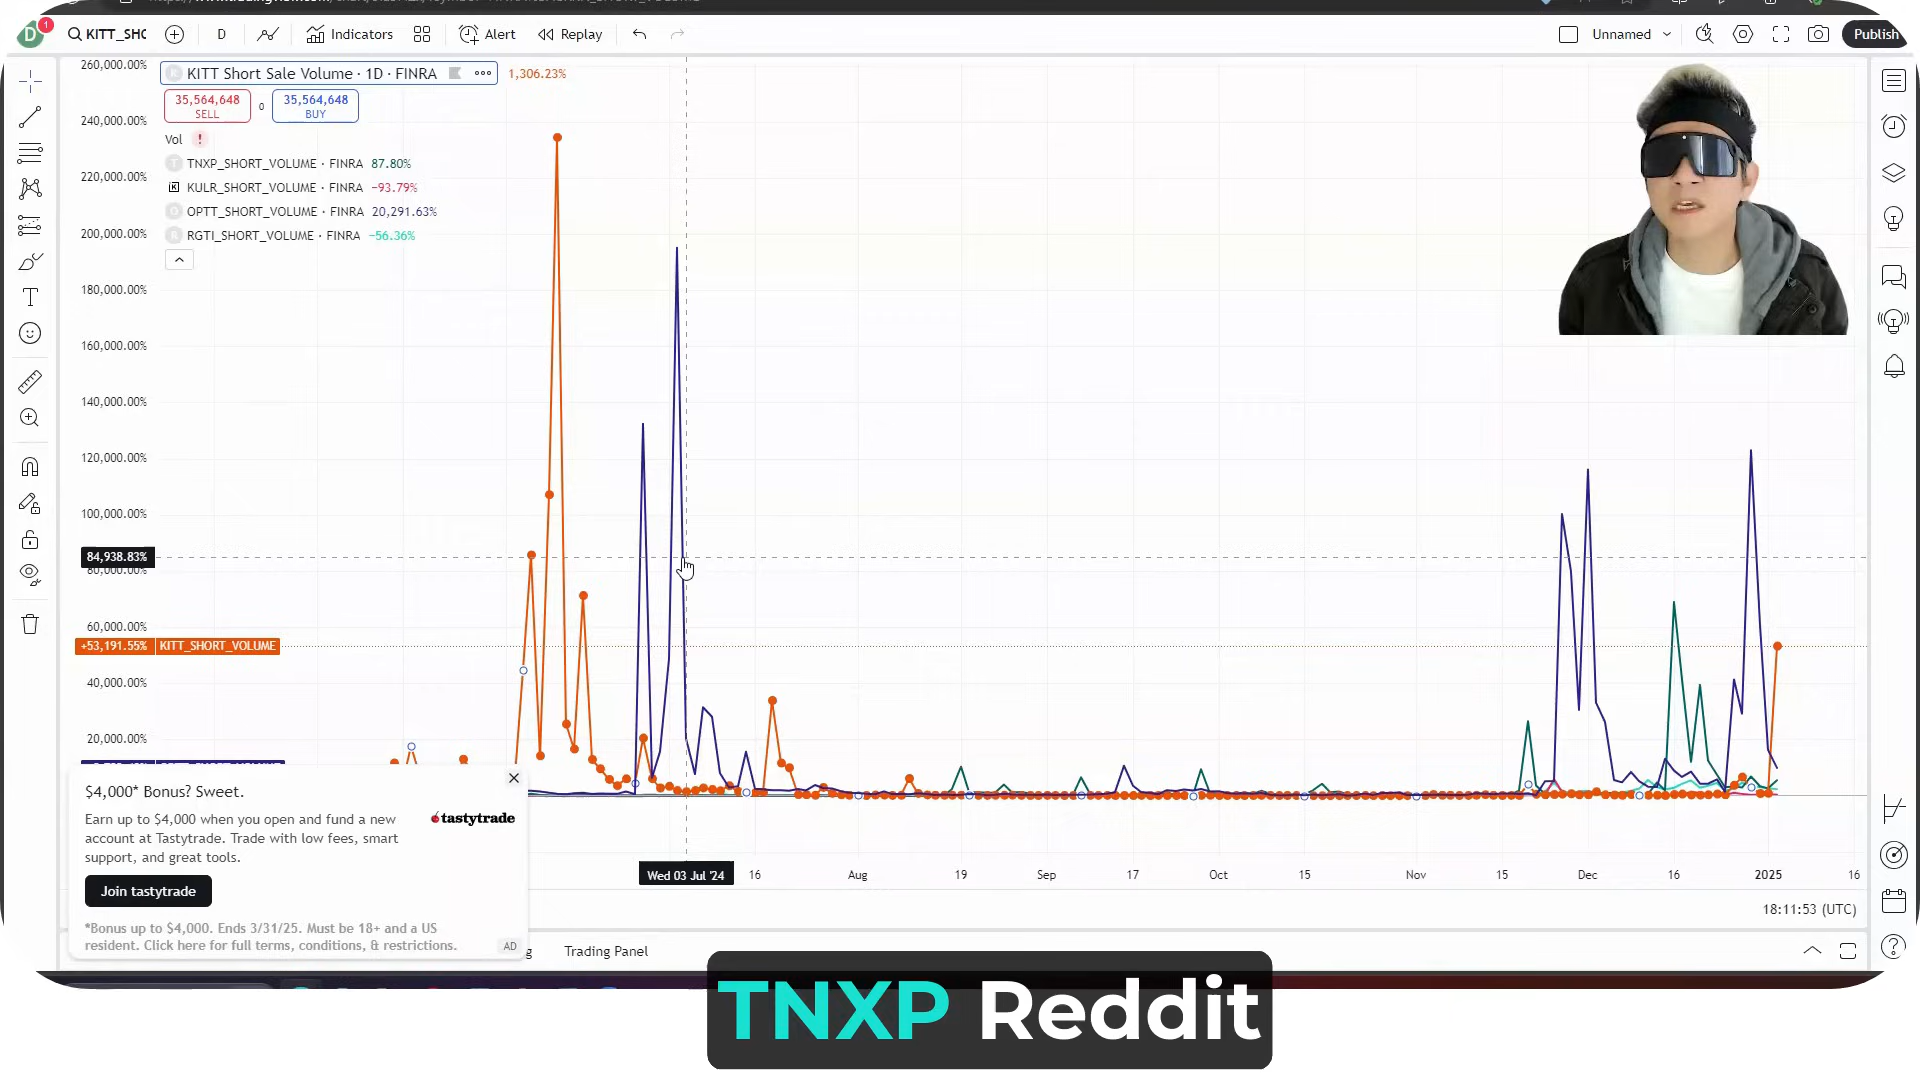 D
1
KITT_SHO
D
Indicators
Alert
Replay
Unnamed
Publish
260,000.00%
KITT Short Sale Volume · 1D · FINRA
1,306.23%
35,564,648
SELL
0
35,564,648
BUY
240,000.00%
Vol !
TNXP_SHORT_VOLUME · FINRA 87.80%
KULR_SHORT_VOLUME · FINRA −93.79%
OPTT_SHORT_VOLUME · FINRA 20,291.63%
RGTI_SHORT_VOLUME · FINRA −56.36%
220,000.00%
200,000.00%
180,000.00%
160,000.00%
140,000.00%
120,000.00%
100,000.00%
84,938.83%
80,000.00%
60,000.00%
+53,191.55% KITT_SHORT_VOLUME
40,000.00%
20,000.00%
$4,000* Bonus? Sweet.
Earn up to $4,000 when you open and fund a new
account at Tastytrade. Trade with low fees, smart
support, and great tools.
tastytrade
Join tastytrade
*Bonus up to $4,000. Ends 3/31/25. Must be 18+ and a US
resident. Click here for full terms, conditions, & restrictions.
AD
Wed 03 Jul '24
16
Aug
19
Sep
17
Oct
15
Nov
15
Dec
16
2025
16
18:11:53 (UTC)
Trading Panel
TNXP Reddit